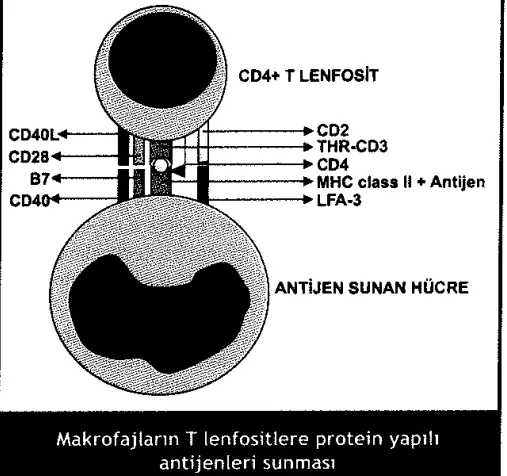 CD4+ T LENFOSİT
CD40L
CD28
B7
CD40
CD2
THR-CD3
CD4
MHC class II + Antijen
LFA-3
ANTİJEN SUNAN HÜCRE
Makrofajların T lenfositlere protein yapılı
antijenleri sunması